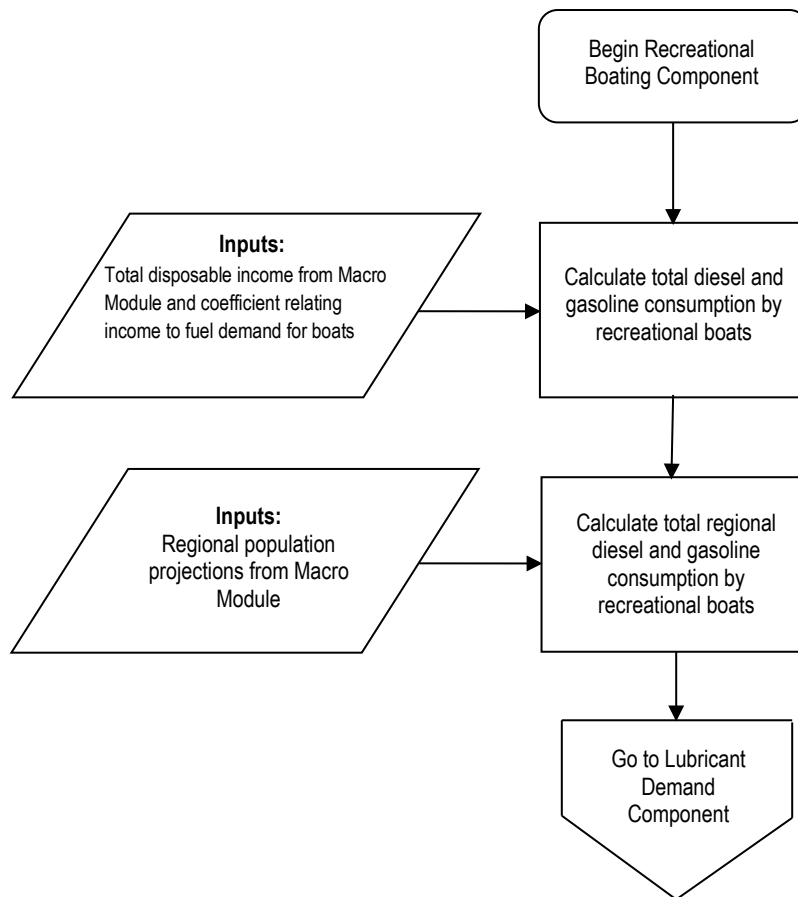 Begin Recreational
Boating Component
Inputs:
Total disposable income from Macro
Module and coefficient relating
income to fuel demand for boats
Calculate total diesel and
gasoline consumption by
recreational boats
Inputs:
Regional population
projections from Macro
Module
Calculate total regional
diesel and gasoline
consumption by
recreational boats
Go to Lubricant
Demand
Component